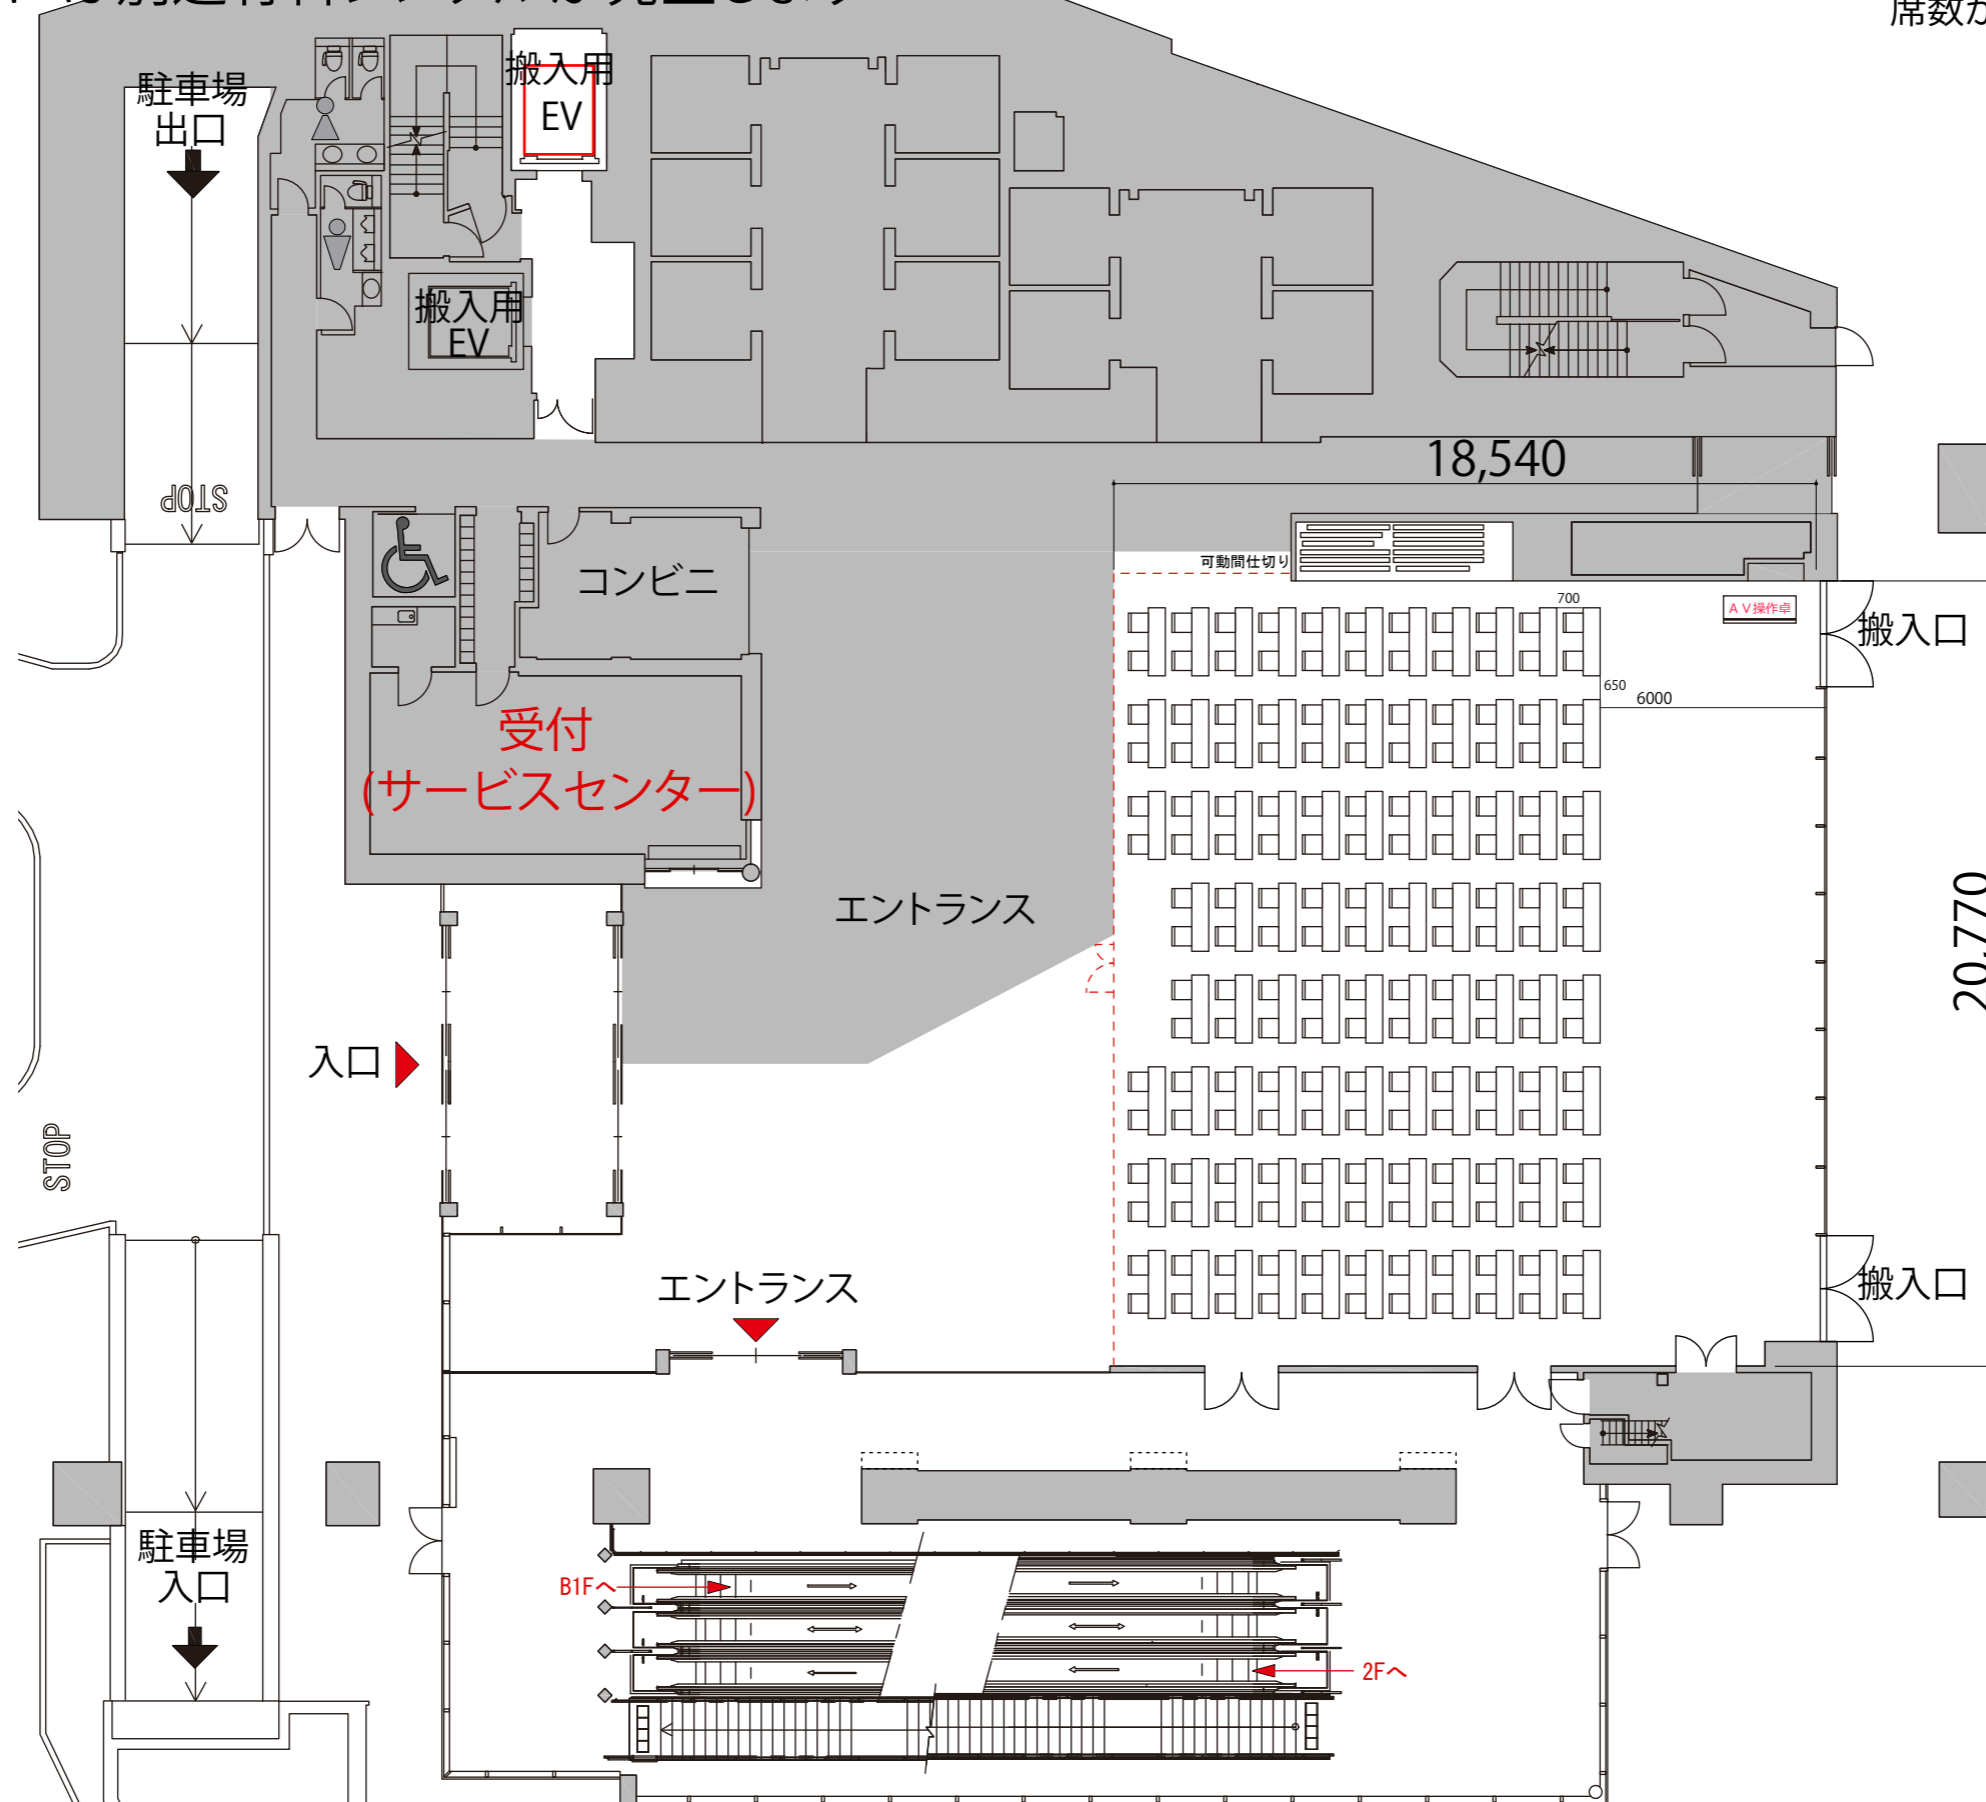 席数が
駐車場
出口
搬入用
EV
搬入用
EV
18,540
STOP
可動間仕切り
コンビニ
700
AV操作卓
搬入口
650
6000
受付
(サービスセンター)
エントランス
20,770
入口
STOP
エントランス
搬入口
駐車場
入口
B1Fへ
2Fへ